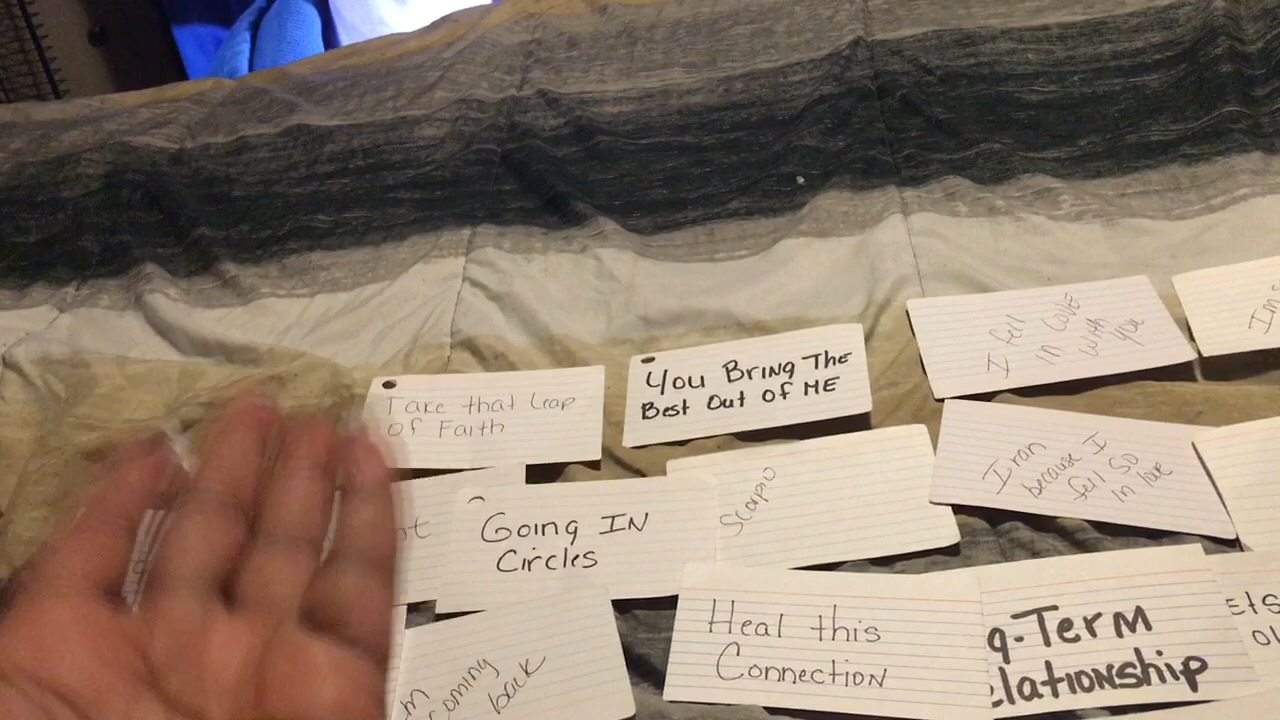 Take that Leap
Of Faith
You Bring The
Best Out of ME
I fell
in love
with
you
Going IN
Circles
Scorpio
I ran
because I
fell so
in love
Heal this
Connection
g-Term
elationship
coming
back